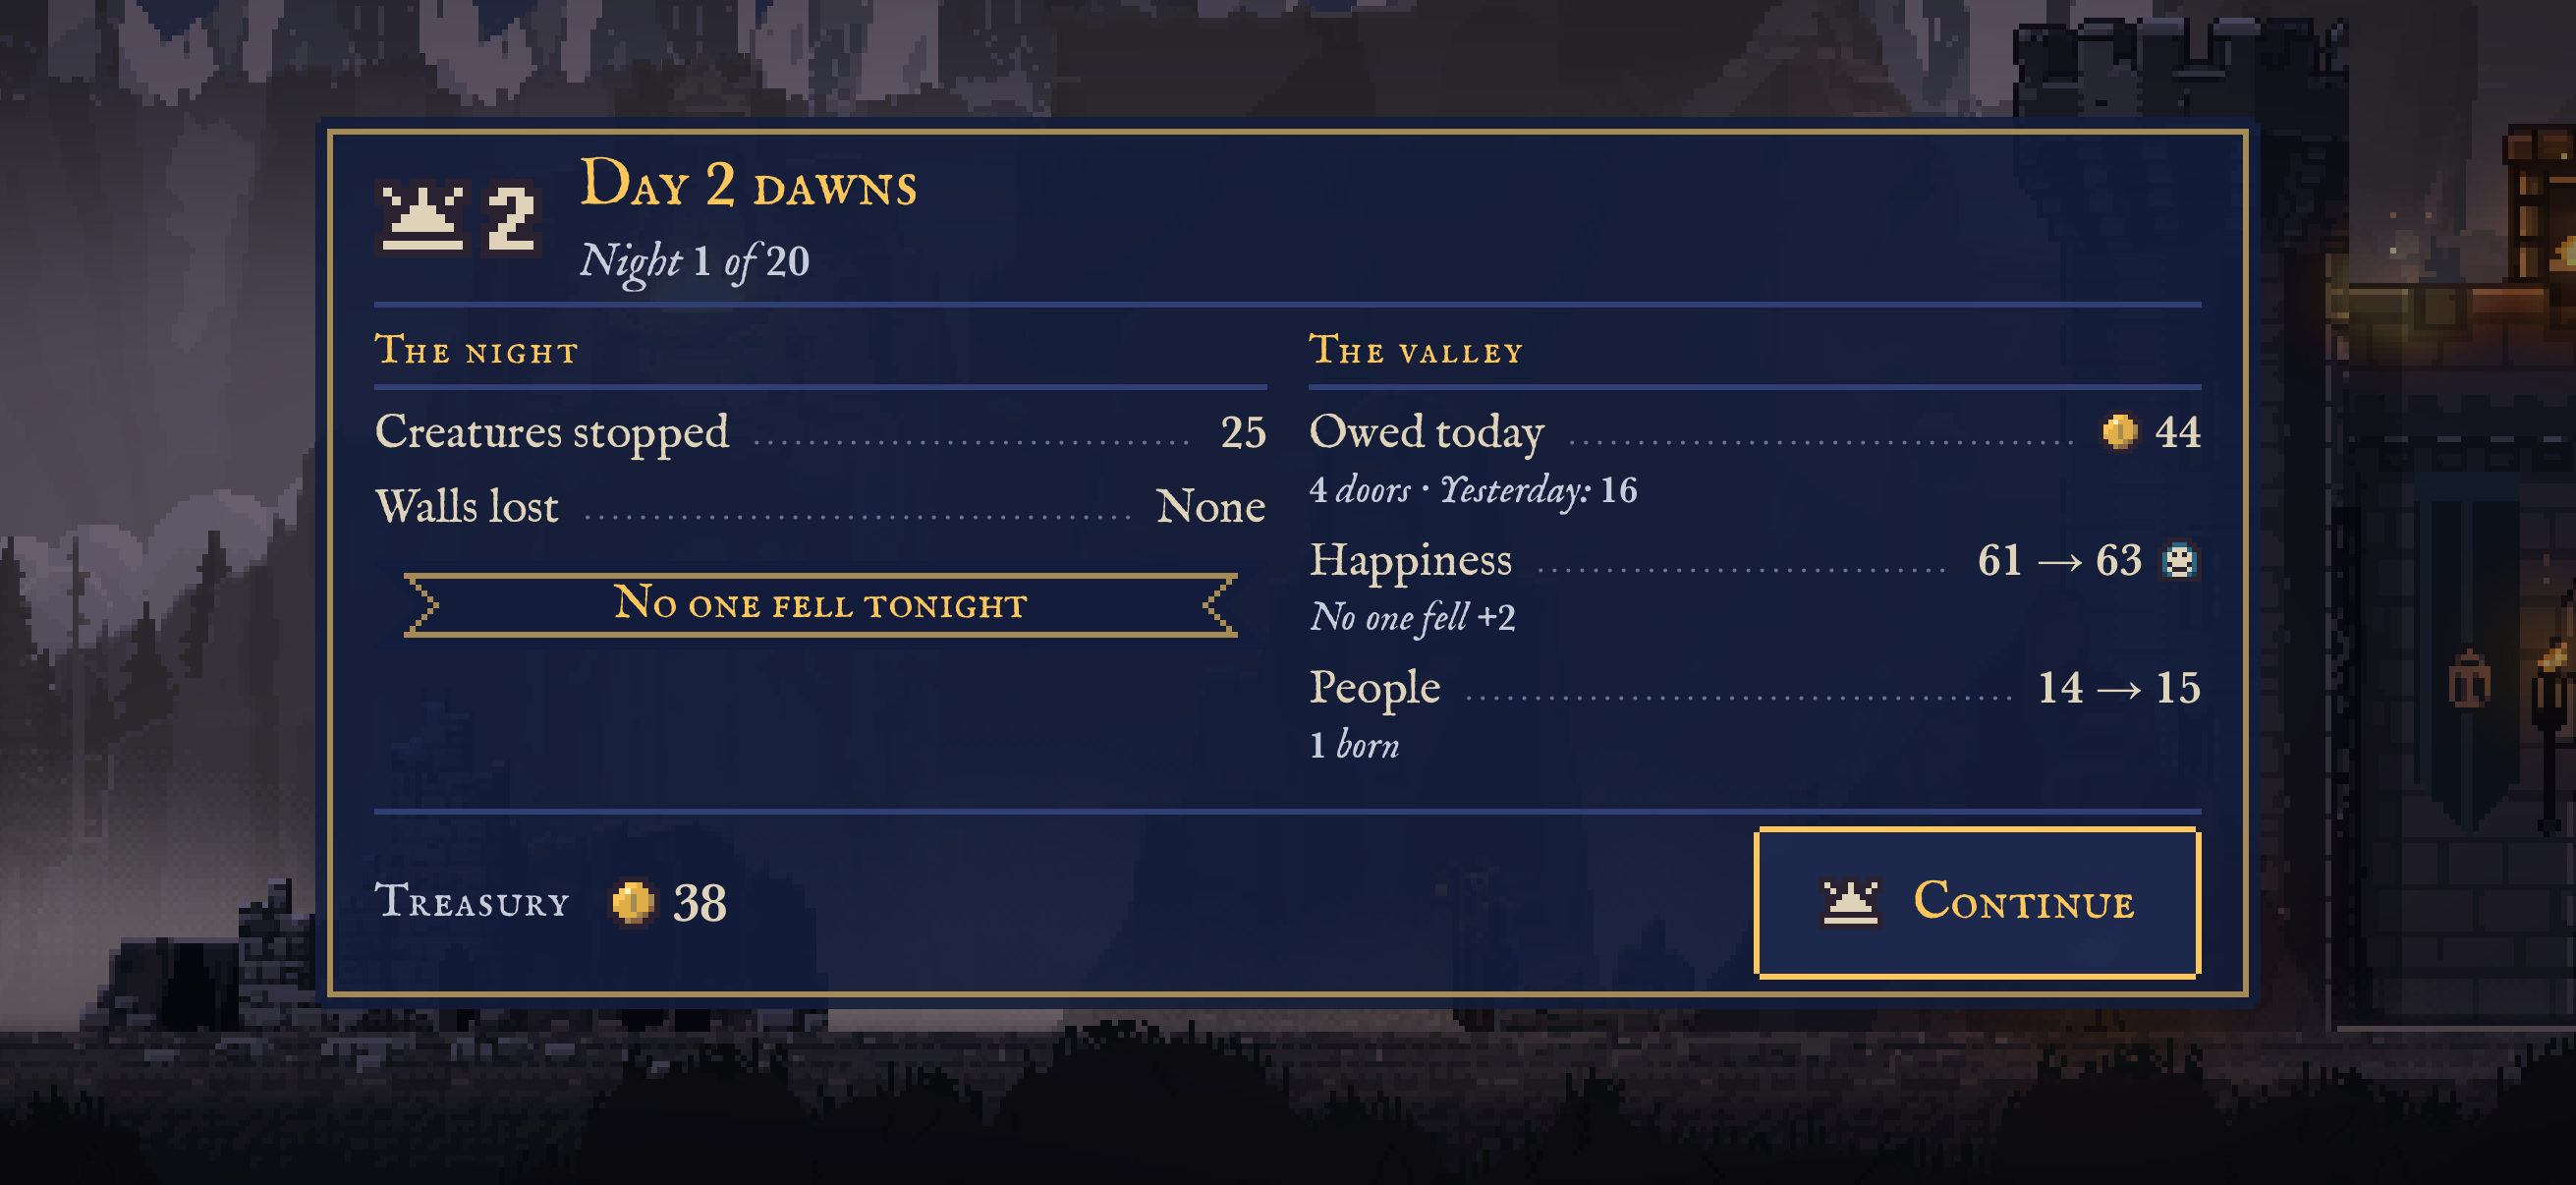 2
Day 2 dawns
Night 1 of 20
The night
Creatures stopped 25
Walls lost None
No one fell tonight
The valley
Owed today 44
4 doors · Yesterday: 16
Happiness 61 → 63
No one fell +2
People 14 → 15
1 born
Treasury 38
Continue